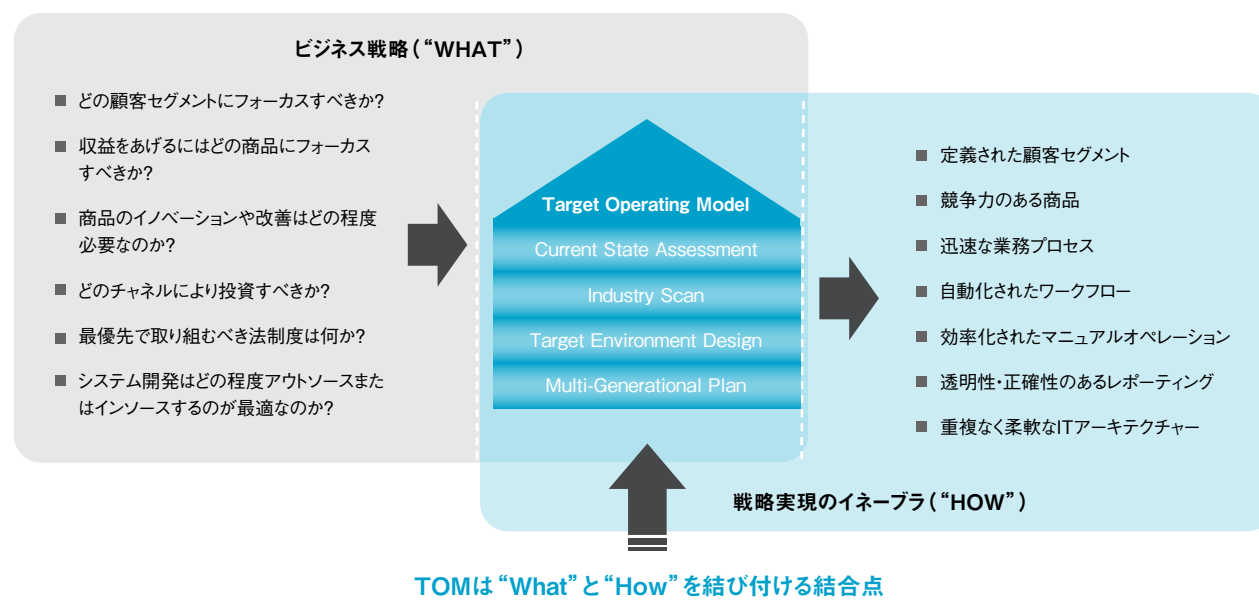 ビジネス戦略(“WHAT”)
■ どの顧客セグメントにフォーカスすべきか?
■ 収益をあげるにはどの商品にフォーカス
すべきか?
■ 商品のイノベーションや改善はどの程度
必要なのか?
■ どのチャネルにより投資すべきか?
■ 最優先で取り組むべき法制度は何か?
■ システム開発はどの程度アウトソースまた
はインソースするのが最適なのか?
Target Operating Model
Current State Assessment
Industry Scan
Target Environment Design
Multi-Generational Plan
■ 定義された顧客セグメント
■ 競争力のある商品
■ 迅速な業務プロセス
■ 自動化されたワークフロー
■ 効率化されたマニュアルオペレーション
■ 透明性・正確性のあるレポーティング
■ 重複なく柔軟なITアーキテクチャー
戦略実現のイネーブラ(“HOW”)
TOMは“What”と“How”を結び付ける結合点